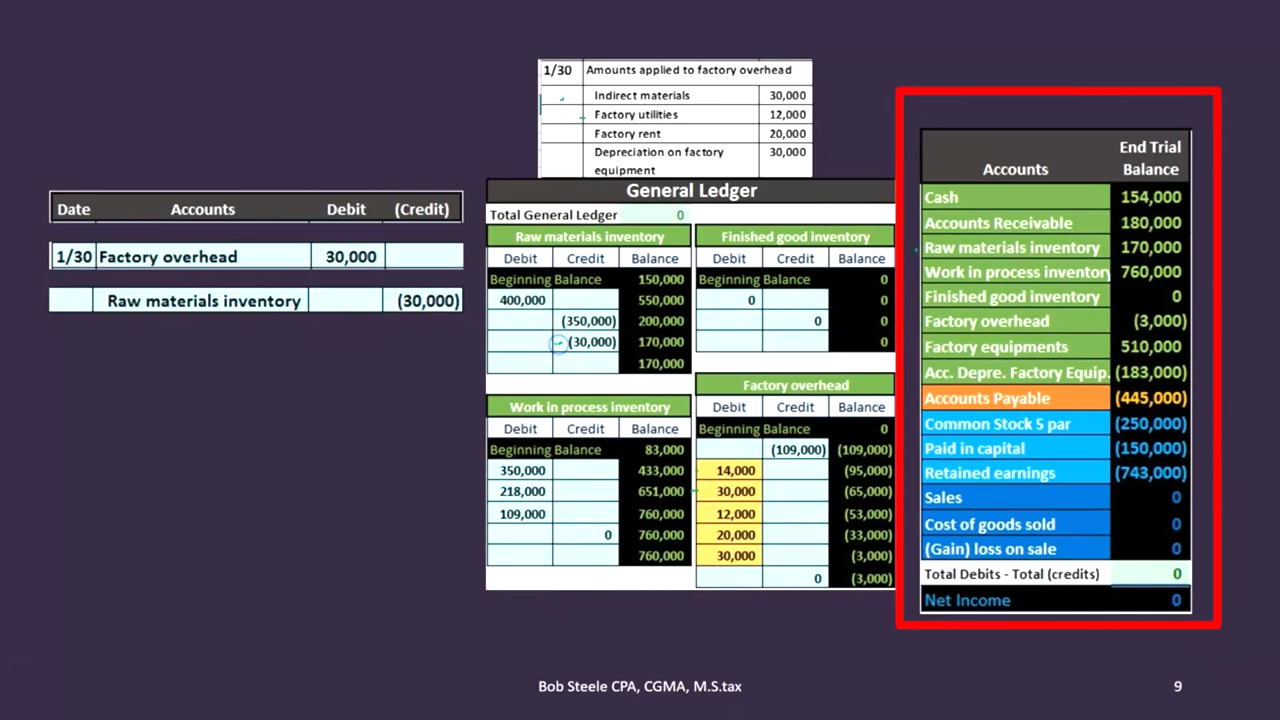 1/30 Amounts applied to factory overhead
Indirect materials 30,000
Factory utilities 12,000
Factory rent 20,000
Depreciation on factory 30,000
equipment
Date Accounts Debit (Credit)
1/30 Factory overhead 30,000
Raw materials inventory (30,000)
General Ledger
Total General Ledger 0
Raw materials inventory
Debit Credit Balance
Beginning Balance 150,000
400,000 550,000
(350,000) 200,000
(30,000) 170,000
170,000
Finished good inventory
Debit Credit Balance
Beginning Balance 0
0 0
0 0
0
Work in process inventory
Debit Credit Balance
Beginning Balance 83,000
350,000 433,000
218,000 651,000
109,000 760,000
0 760,000
760,000
Factory overhead
Debit Credit Balance
Beginning Balance 0
(109,000) (109,000)
14,000 (95,000)
30,000 (65,000)
12,000 (53,000)
20,000 (33,000)
30,000 (3,000)
0 (3,000)
End Trial
Accounts Balance
Cash 154,000
Accounts Receivable 180,000
Raw materials inventory 170,000
Work in process inventory 760,000
Finished good inventory 0
Factory overhead (3,000)
Factory equipments 510,000
Acc. Depre. Factory Equip. (183,000)
Accounts Payable (445,000)
Common Stock 5 par (250,000)
Paid in capital (150,000)
Retained earnings (743,000)
Sales 0
Cost of goods sold 0
(Gain) loss on sale 0
Total Debits - Total (credits) 0
Net Income 0
Bob Steele CPA, CGMA, M.S.tax
9